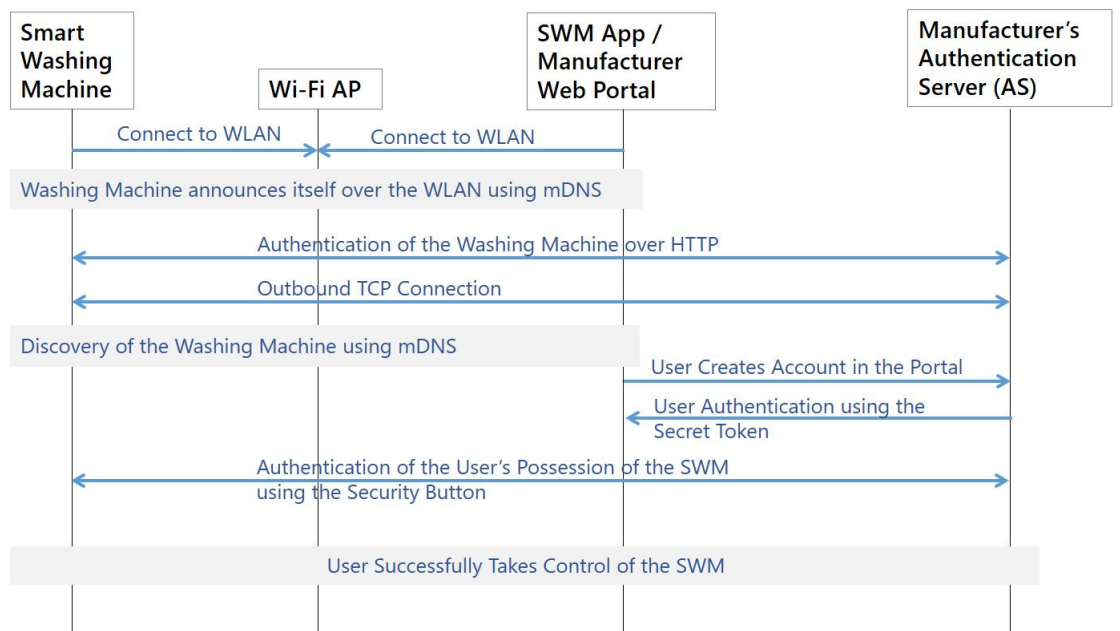 Smart
Washing
Machine
Wi-Fi AP
SWM App /
Manufacturer
Web Portal
Manufacturer’s
Authentication
Server (AS)
Connect to WLAN
Connect to WLAN
Washing Machine announces itself over the WLAN using mDNS
Authentication of the Washing Machine over HTTP
Outbound TCP Connection
Discovery of the Washing Machine using mDNS
User Creates Account in the Portal
User Authentication using the
Secret Token
Authentication of the User’s Possession of the SWM
using the Security Button
User Successfully Takes Control of the SWM